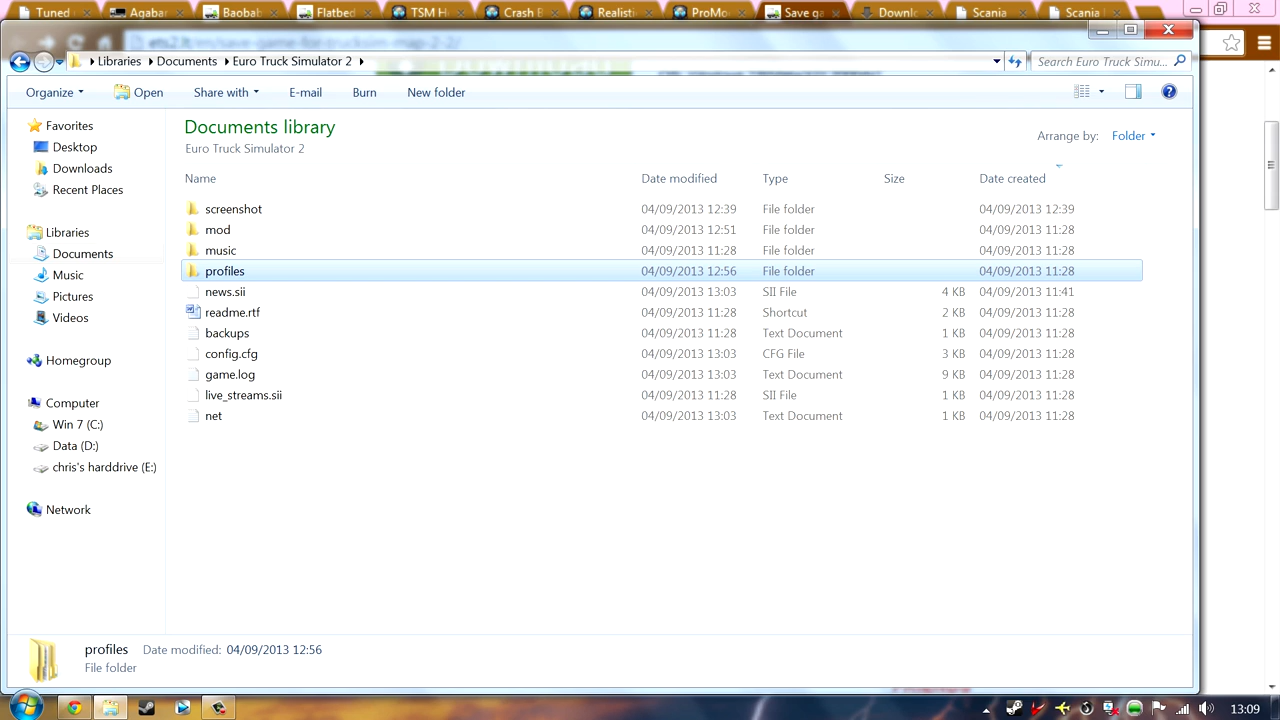 Tuned
Agabar
Baobab
Flatbed
TSM
Crash B
Realisti
ProMo
Save ga
Downlo
Scania
Scania
Libraries
Documents
Euro Truck Simulator 2
Search Euro Truck Simu...
Organize
Open
Share with
E-mail
Burn
New folder
Favorites
Desktop
Downloads
Recent Places
Libraries
Documents
Music
Pictures
Videos
Homegroup
Computer
Win 7 (C:)
Data (D:)
chris's harddrive (E:)
Network
Documents library
Euro Truck Simulator 2
Arrange by: Folder
Name Date modified Type Size Date created
screenshot 04/09/2013 12:39 File folder 04/09/2013 12:39
mod 04/09/2013 12:51 File folder 04/09/2013 11:28
music 04/09/2013 11:28 File folder 04/09/2013 11:28
profiles 04/09/2013 12:56 File folder 04/09/2013 11:28
news.sii 04/09/2013 13:03 SII File 4 KB 04/09/2013 11:41
readme.rtf 04/09/2013 11:28 Shortcut 2 KB 04/09/2013 11:28
backups 04/09/2013 11:28 Text Document 1 KB 04/09/2013 11:28
config.cfg 04/09/2013 13:03 CFG File 3 KB 04/09/2013 11:28
game.log 04/09/2013 13:03 Text Document 9 KB 04/09/2013 11:28
live_streams.sii 04/09/2013 11:28 SII File 1 KB 04/09/2013 11:28
net 04/09/2013 13:03 Text Document 1 KB 04/09/2013 11:28
profiles Date modified: 04/09/2013 12:56
File folder
13:09